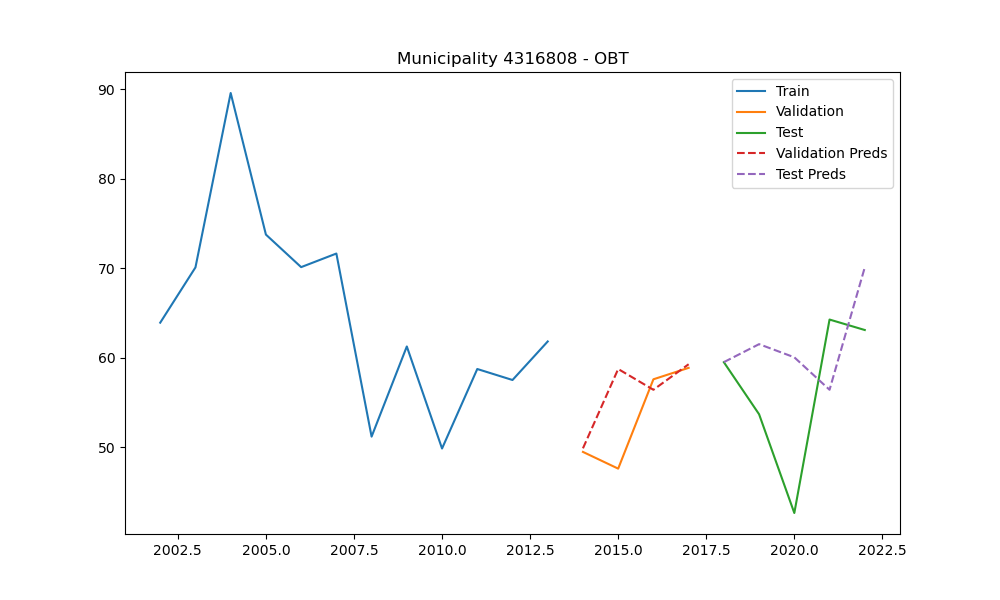 Municipality 4316808 - OBT
Train
Validation
Test
Validation Preds
Test Preds
90
80
70
60
50
2002.5 2005.0 2007.5 2010.0 2012.5 2015.0 2017.5 2020.0 2022.5